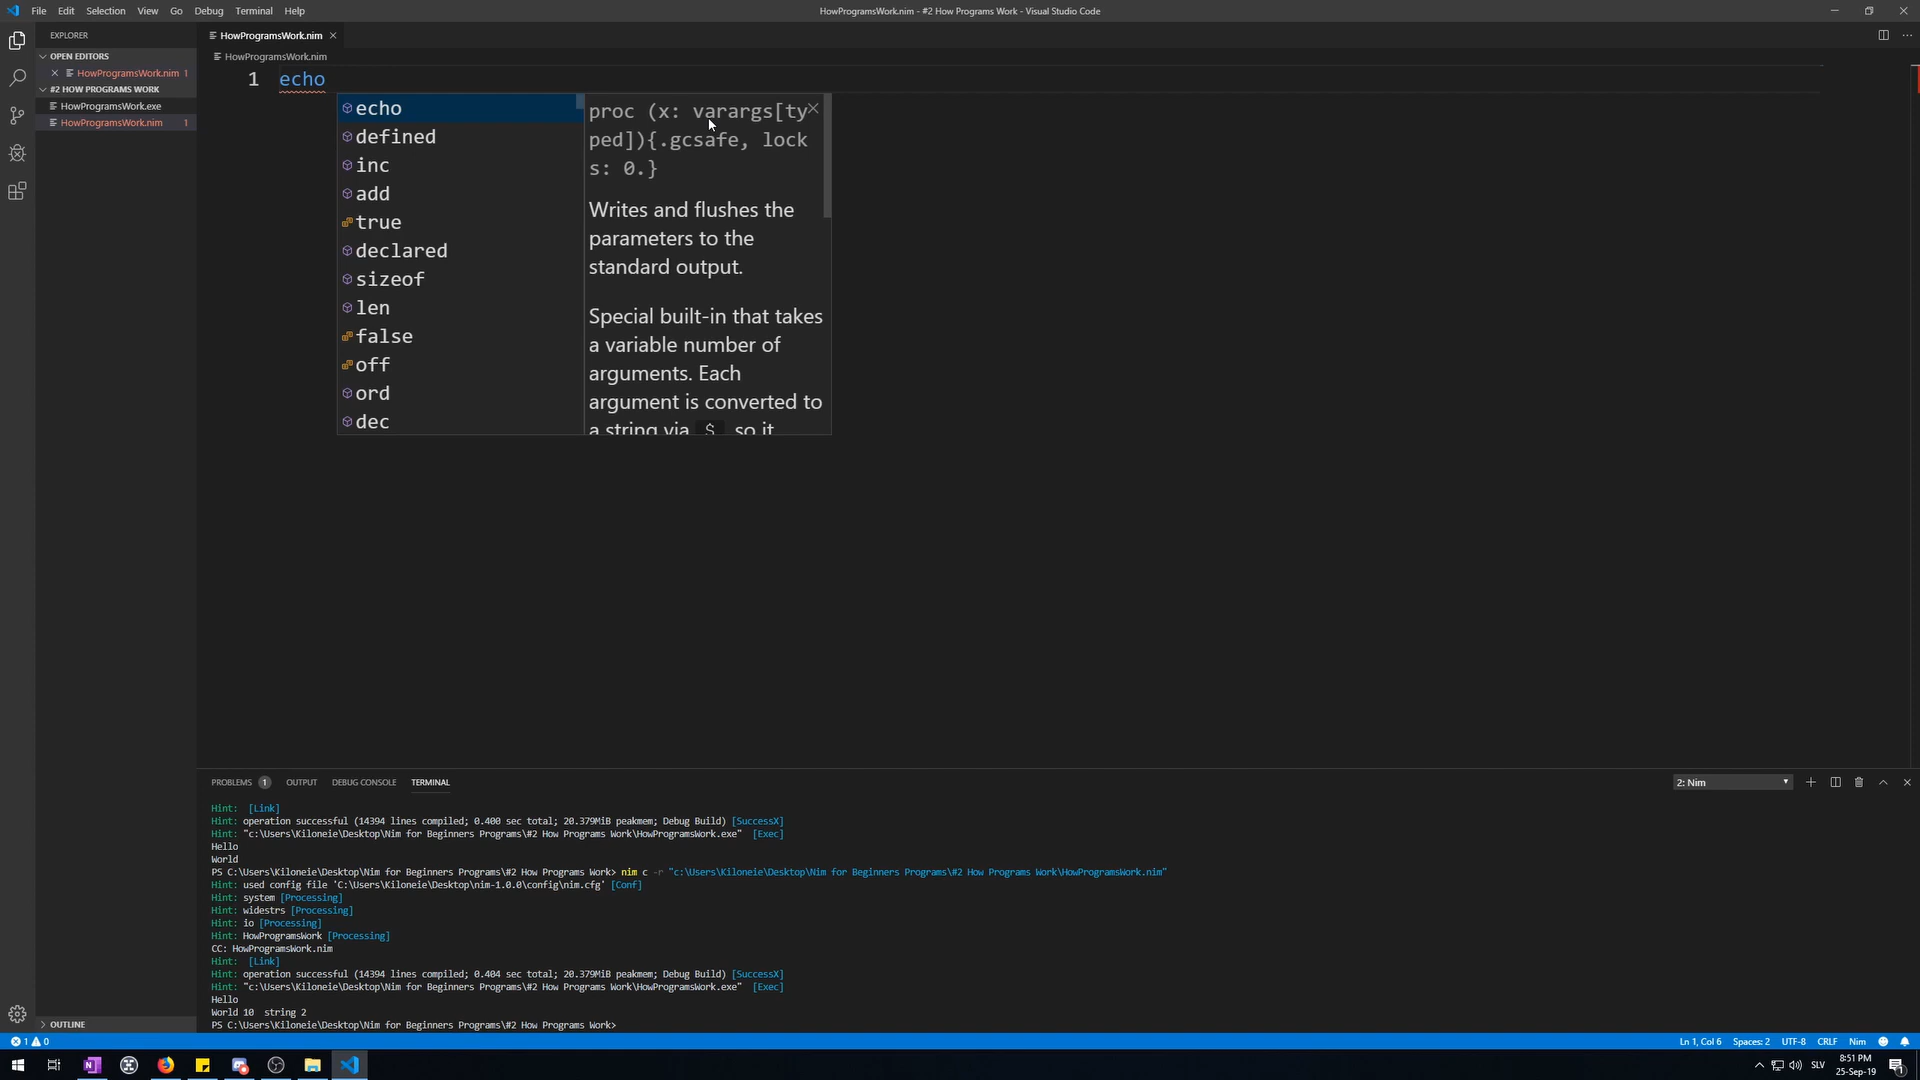 File Edit Selection View Go Debug Terminal Help
HowProgramsWork.nim - #2 How Programs Work - Visual Studio Code
EXPLORER
OPEN EDITORS
HowProgramsWork.nim 1
#2 HOW PROGRAMS WORK
HowProgramsWork.exe
HowProgramsWork.nim 1
OUTLINE
HowProgramsWork.nim
HowProgramsWork.nim
1 echo
echo
defined
inc
add
true
declared
sizeof
len
false
off
ord
dec
proc (x: varargs[ty
ped]){.gcsafe, lock
s: 0.}
Writes and flushes the
parameters to the
standard output.
Special built-in that takes
a variable number of
arguments. Each
argument is converted to
a string via $ so it
PROBLEMS 1 OUTPUT DEBUG CONSOLE TERMINAL
2: Nim
Hint: [Link]
Hint: operation successful (14394 lines compiled; 0.400 sec total; 20.379MiB peakmem; Debug Build) [SuccessX]
Hint: "c:\Users\Kiloneie\Desktop\Nim for Beginners Programs\#2 How Programs Work\HowProgramsWork.exe" [Exec]
Hello
World
PS C:\Users\Kiloneie\Desktop\Nim for Beginners Programs\#2 How Programs Work> nim c -r "c:\Users\Kiloneie\Desktop\Nim for Beginners Programs\#2 How Programs Work\HowProgramsWork.nim"
Hint: used config file 'C:\Users\Kiloneie\Desktop\nim-1.0.0\config\nim.cfg' [Conf]
Hint: system [Processing]
Hint: widestrs [Processing]
Hint: io [Processing]
Hint: HowProgramsWork [Processing]
CC: HowProgramsWork.nim
Hint: [Link]
Hint: operation successful (14394 lines compiled; 0.404 sec total; 20.379MiB peakmem; Debug Build) [SuccessX]
Hint: "c:\Users\Kiloneie\Desktop\Nim for Beginners Programs\#2 How Programs Work\HowProgramsWork.exe" [Exec]
Hello
World 10 string 2
PS C:\Users\Kiloneie\Desktop\Nim for Beginners Programs\#2 How Programs Work>
1 0
Ln 1, Col 6 Spaces: 2 UTF-8 CRLF Nim
SLV
8:51 PM
25-Sep-19